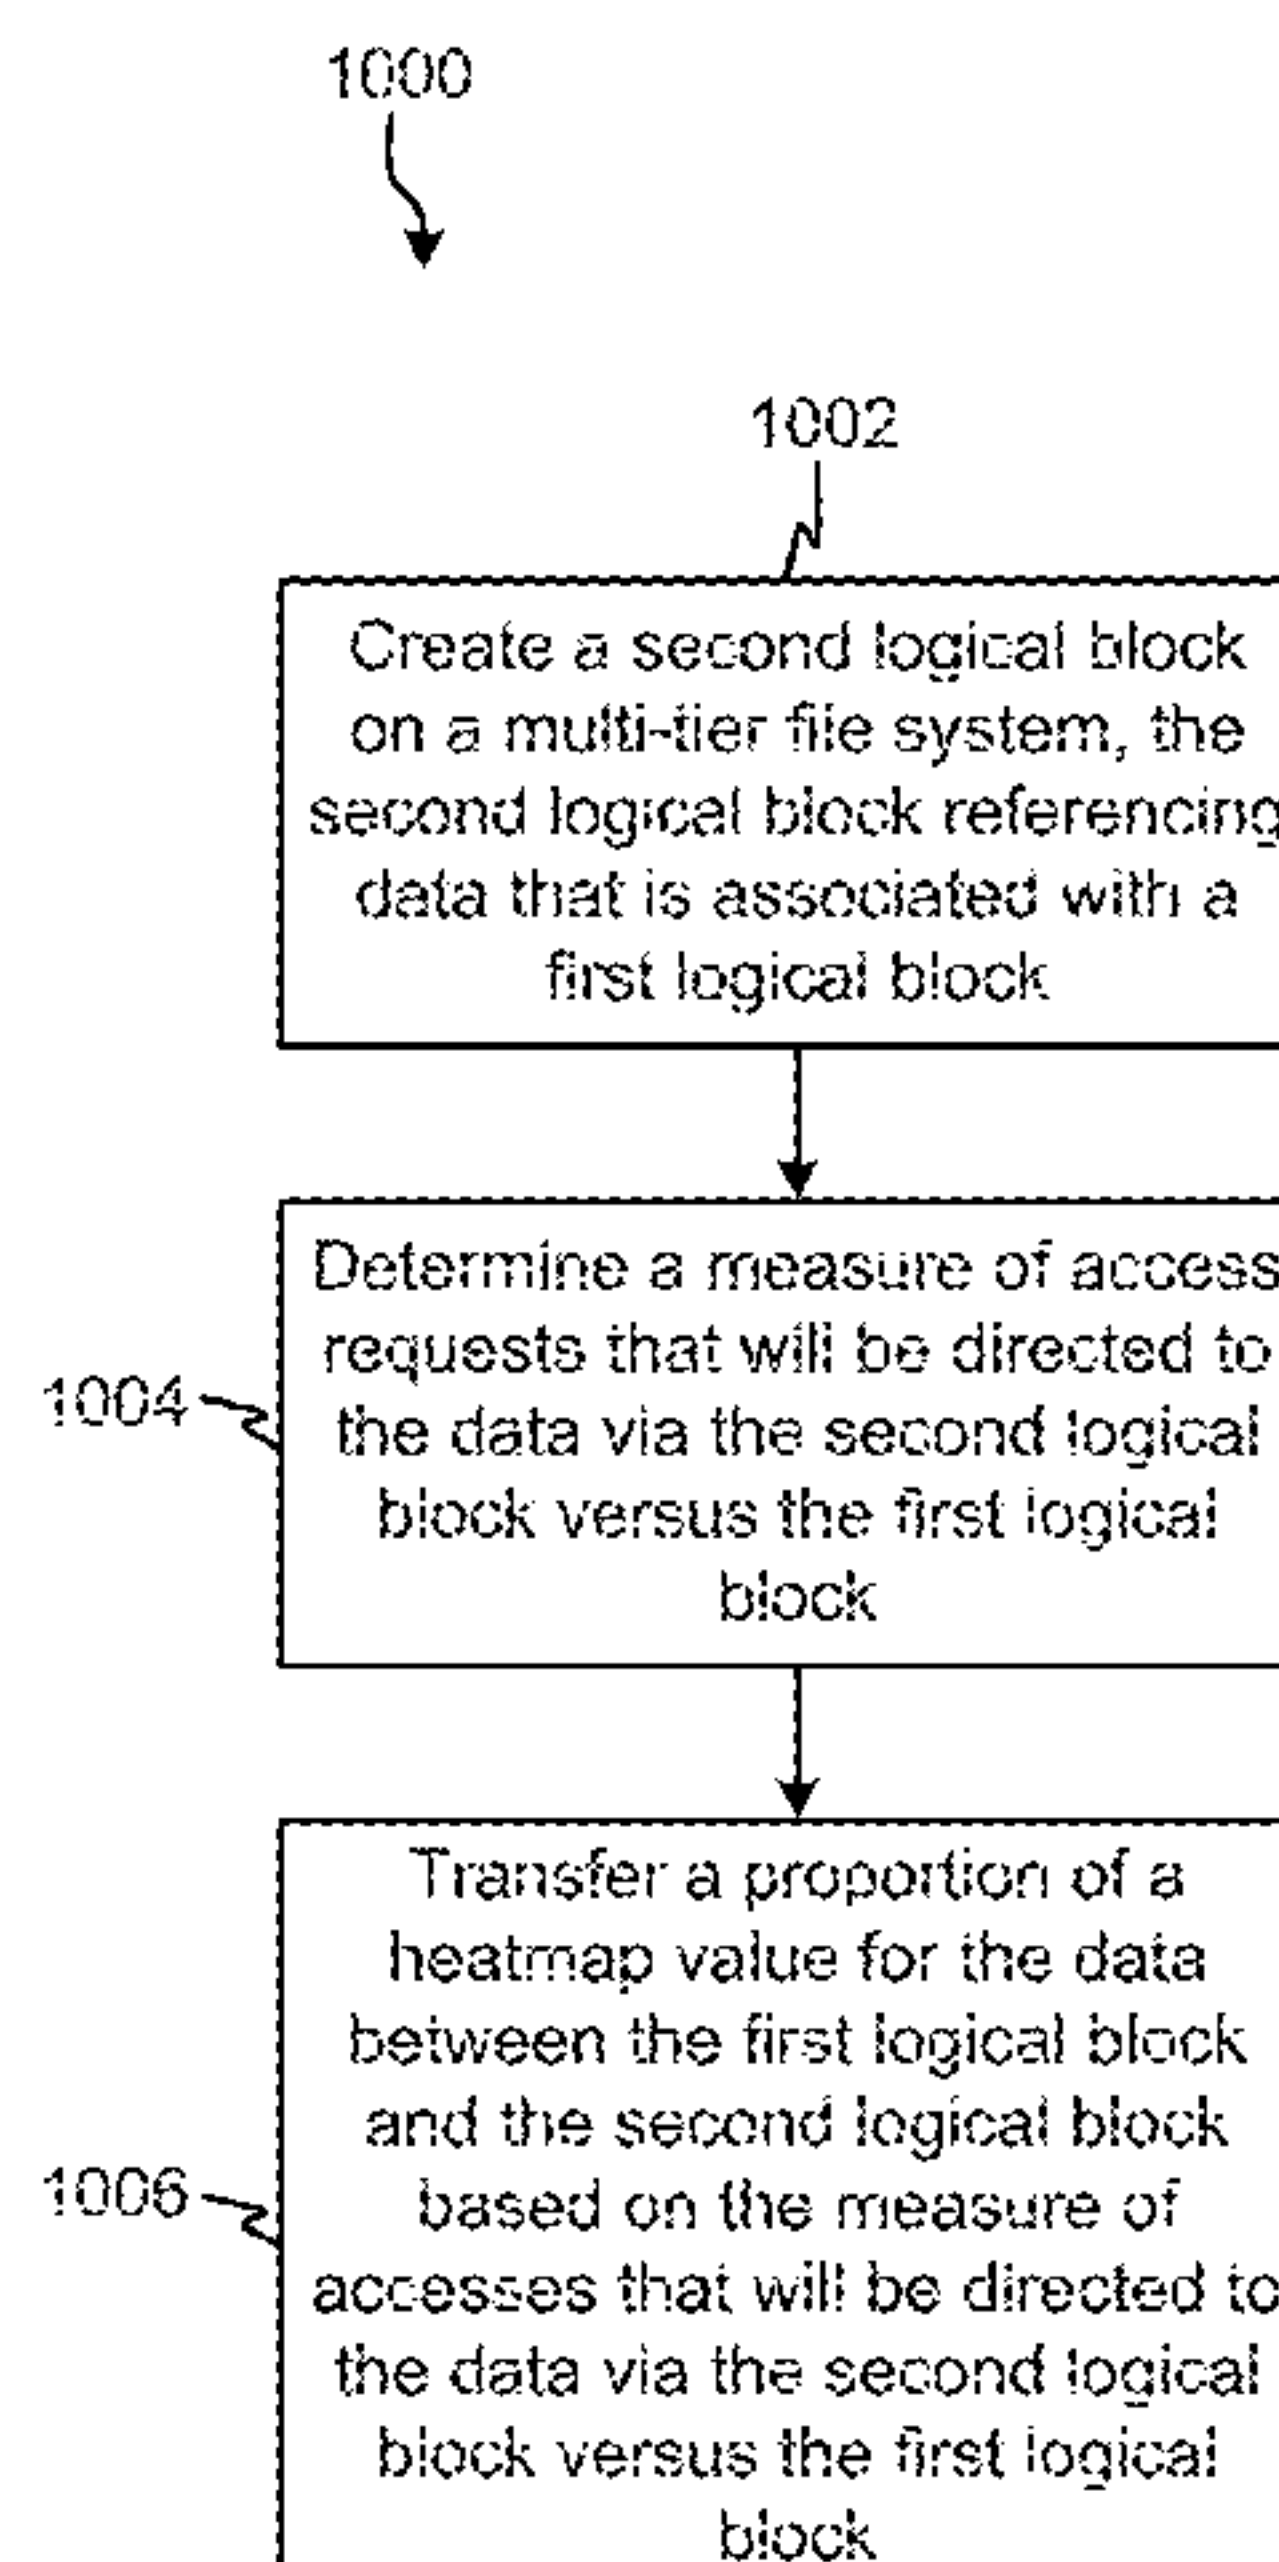 1000
1002
Create a second logical block
on a multi-tier file system, the
second logical block referencing
data that is associated with a
first logical block
Determine a measure of access
requests that will be directed to
the data via the second logical
block versus the first logical
block
1004
Transfer a proportion of a
heatmap value for the data
between the first logical block
and the second logical block
based on the measure of
accesses that will be directed to
the data via the second logical
block versus the first logical
block
1006